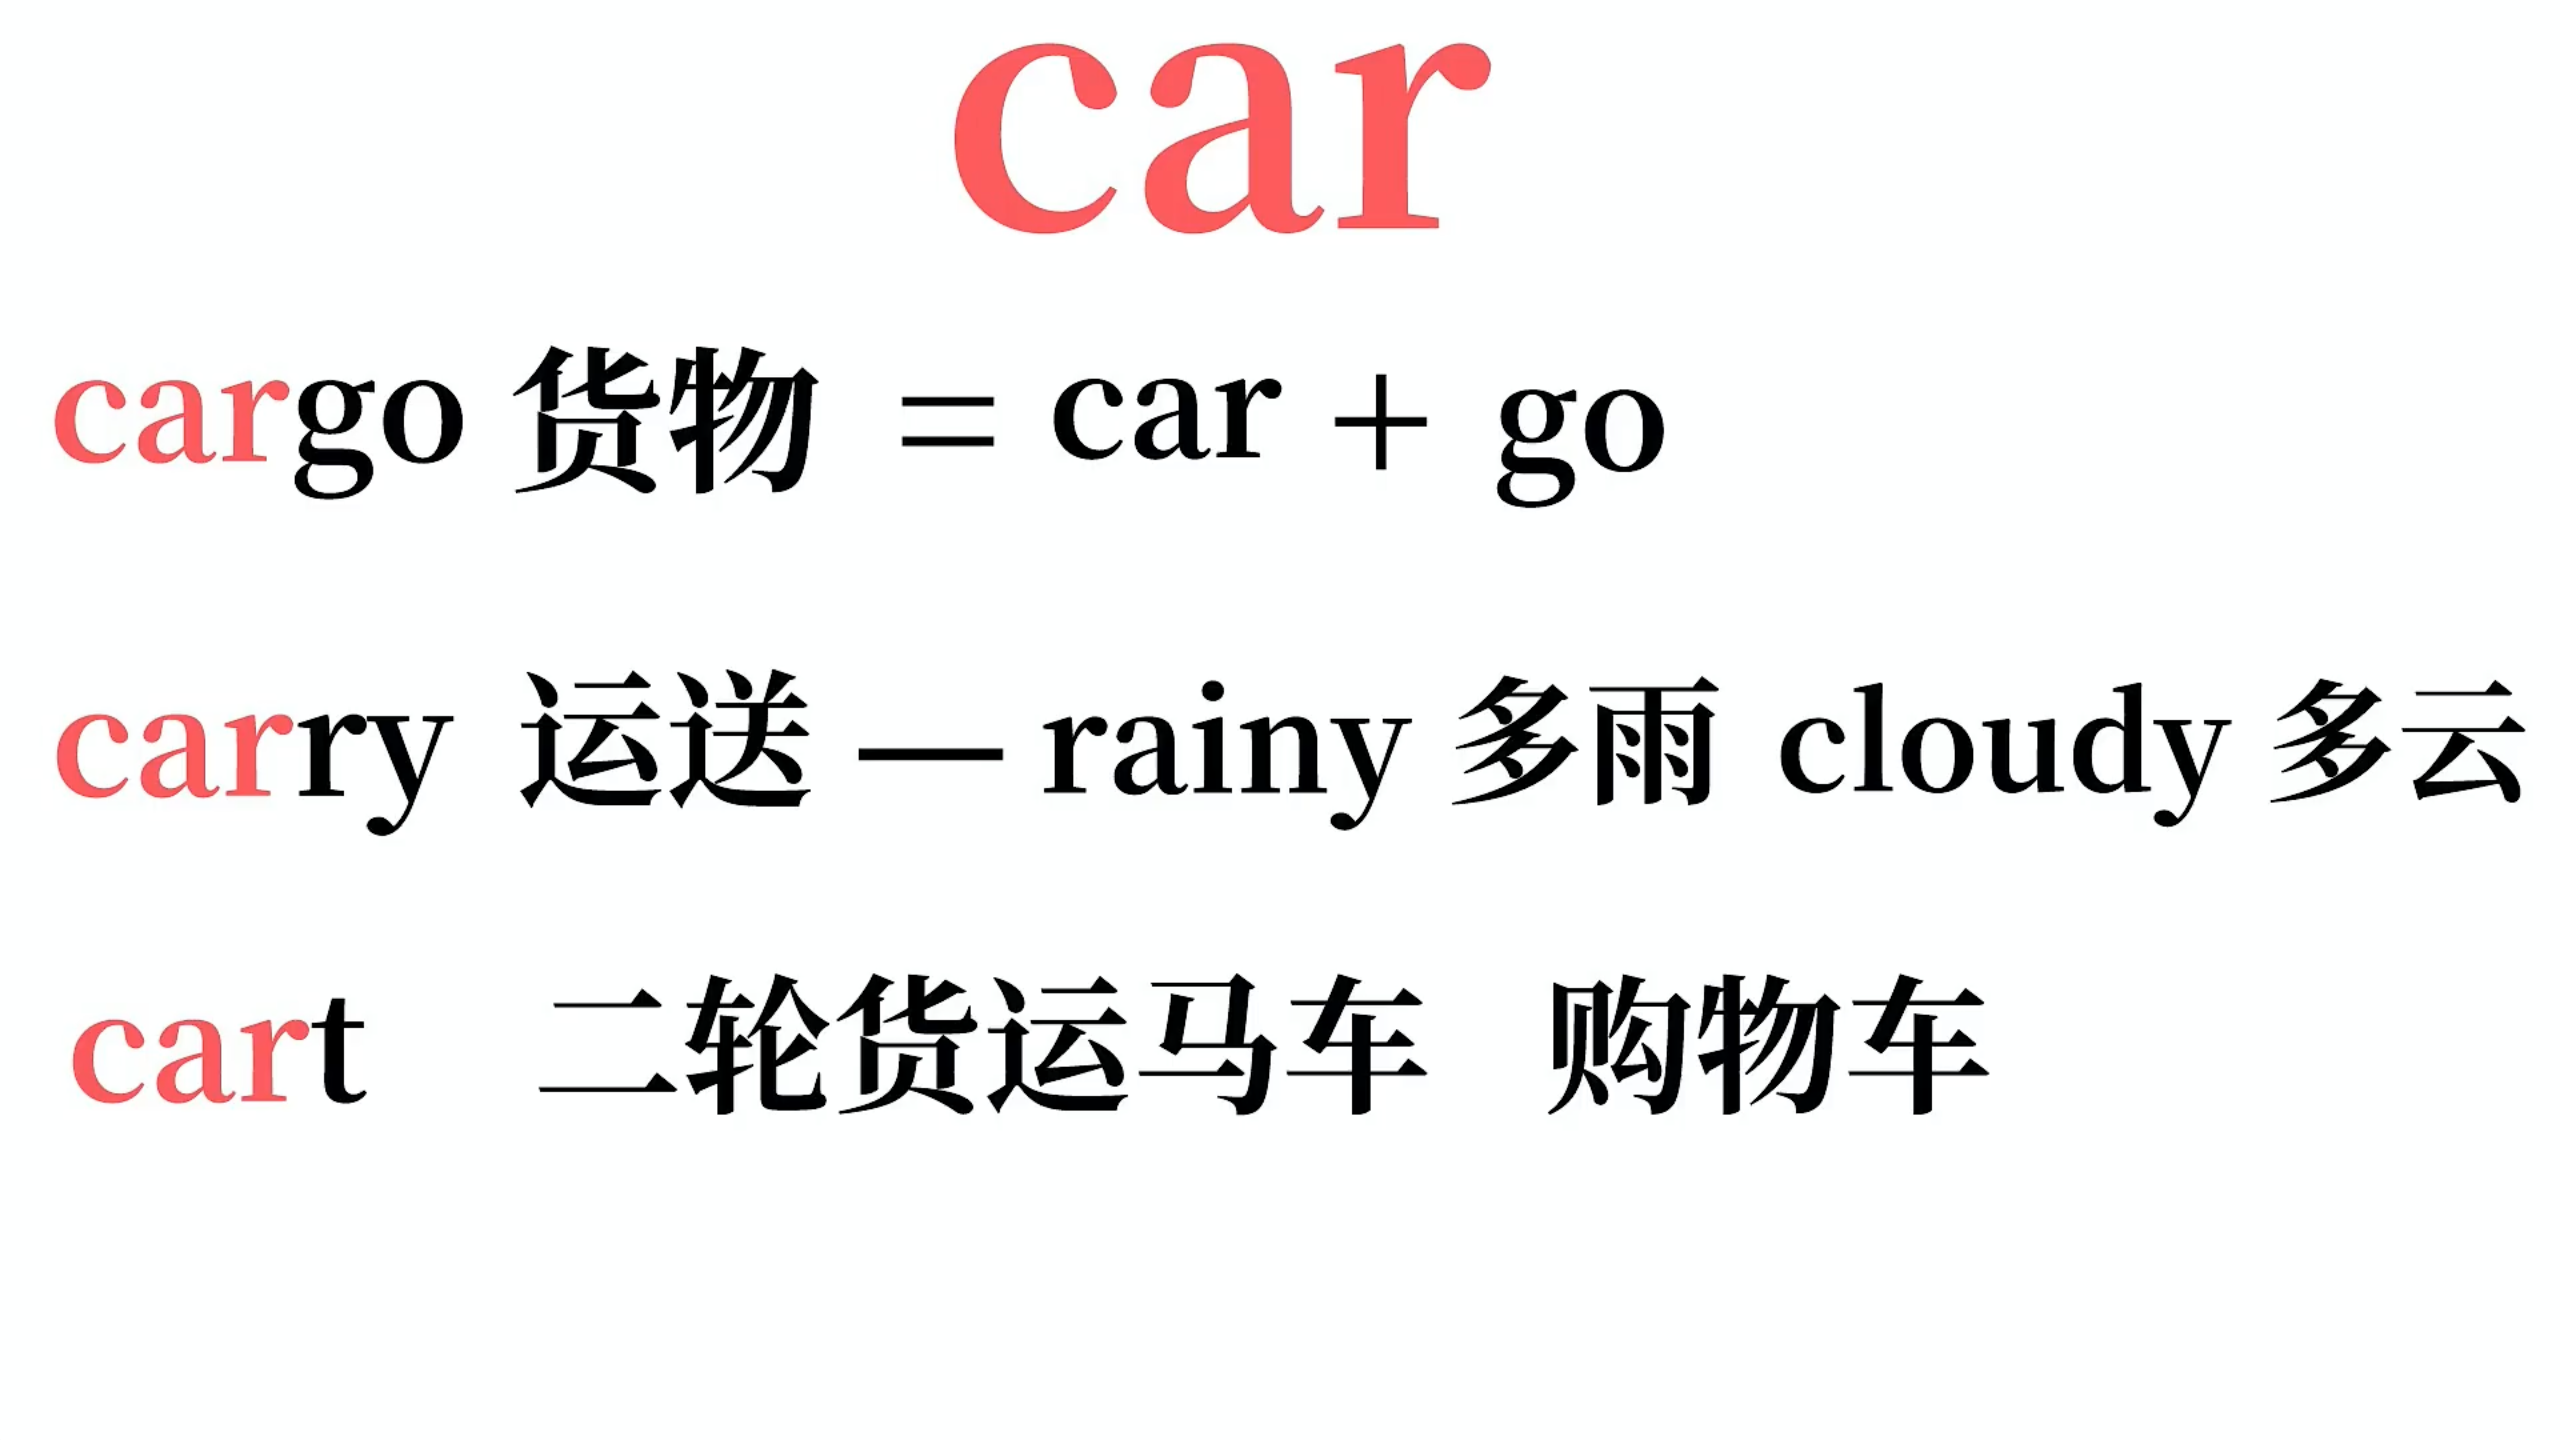 car
cargo 货物 = car + go
carry 运送 — rainy 多雨 cloudy 多云
cart 二轮货运马车 购物车